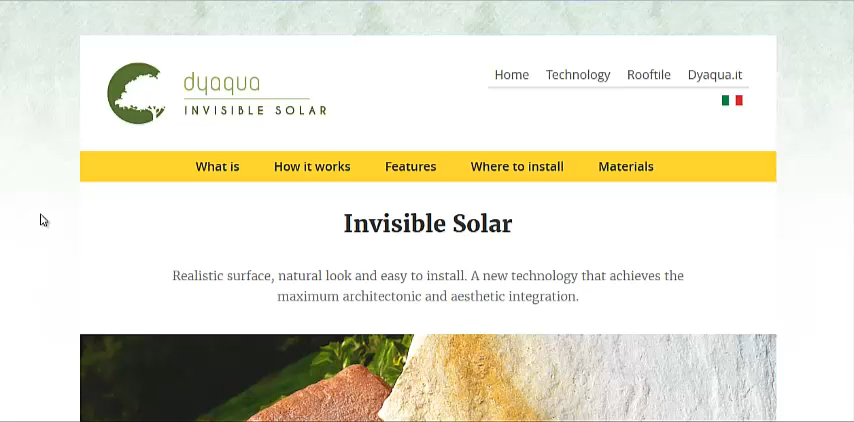 dyaqua
INVISIBLE SOLAR
Home Technology Rooftile Dyaqua.it
What is How it works Features Where to install Materials
Invisible Solar
Realistic surface, natural look and easy to install. A new technology that achieves the
maximum architectonic and aesthetic integration.